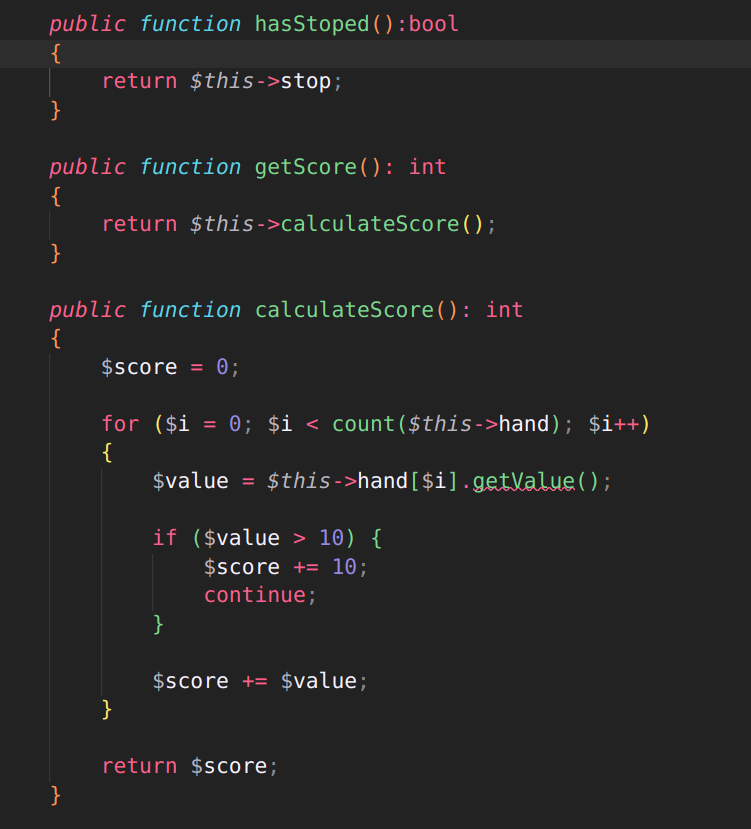 public function hasStoped():bool
{
    return $this->stop;
}

public function getScore(): int
{
    return $this->calculateScore();
}

public function calculateScore(): int
{
    $score = 0;

    for ($i = 0; $i < count($this->hand); $i++)
    {
        $value = $this->hand[$i].getValue();

        if ($value > 10) {
            $score += 10;
            continue;
        }

        $score += $value;
    }

    return $score;
}